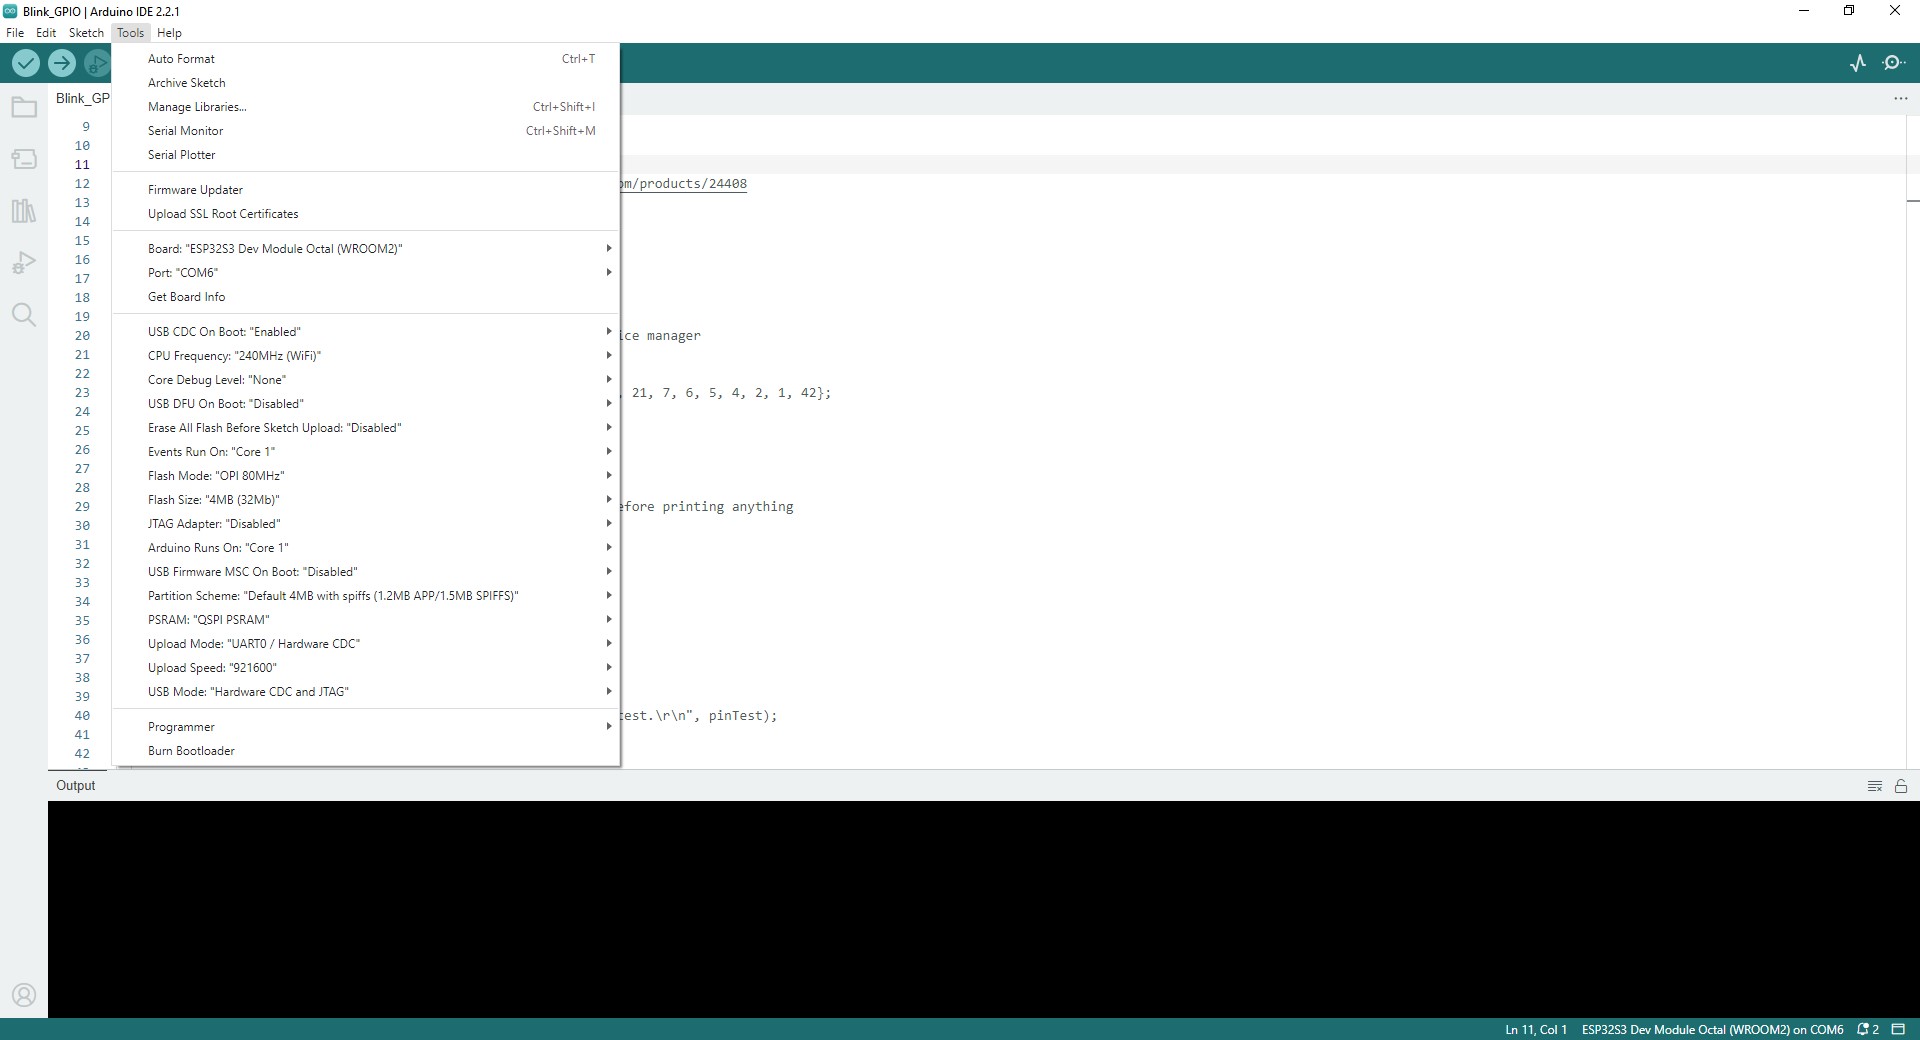 Blink_GPIO | Arduino IDE 2.2.1
File Edit Sketch Tools Help
Auto Format Ctrl+T
Archive Sketch
Manage Libraries... Ctrl+Shift+I
Serial Monitor Ctrl+Shift+M
Serial Plotter
Firmware Updater
Upload SSL Root Certificates
Board: "ESP32S3 Dev Module Octal (WROOM2)"
Port: "COM6"
Get Board Info
USB CDC On Boot: "Enabled"
CPU Frequency: "240MHz (WiFi)"
Core Debug Level: "None"
USB DFU On Boot: "Disabled"
Erase All Flash Before Sketch Upload: "Disabled"
Events Run On: "Core 1"
Flash Mode: "OPI 80MHz"
Flash Size: "4MB (32Mb)"
JTAG Adapter: "Disabled"
Arduino Runs On: "Core 1"
USB Firmware MSC On Boot: "Disabled"
Partition Scheme: "Default 4MB with spiffs (1.2MB APP/1.5MB SPIFFS)"
PSRAM: "QSPI PSRAM"
Upload Mode: "UART0 / Hardware CDC"
Upload Speed: "921600"
USB Mode: "Hardware CDC and JTAG"
Programmer
Burn Bootloader
Blink_GP
9
10
11
12 om/products/24408
13
14
15
16
17
18
19
20 ice manager
21
22
23 , 21, 7, 6, 5, 4, 2, 1, 42};
24
25
26
27
28
29 efore printing anything
30
31
32
33
34
35
36
37
38
39
40 test.\r\n", pinTest);
41
42
Output
Ln 11, Col 1 ESP32S3 Dev Module Octal (WROOM2) on COM6 2